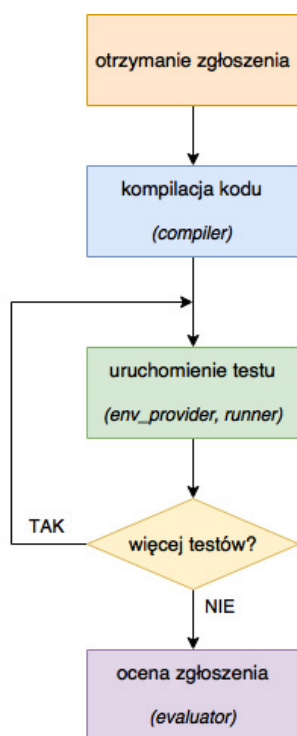 otrzymanie zgłoszenia
kompilacja kodu
(compiler)
uruchomienie testu
(env_provider, runner)
TAK
więcej testów?
NIE
ocena zgłoszenia
(evaluator)